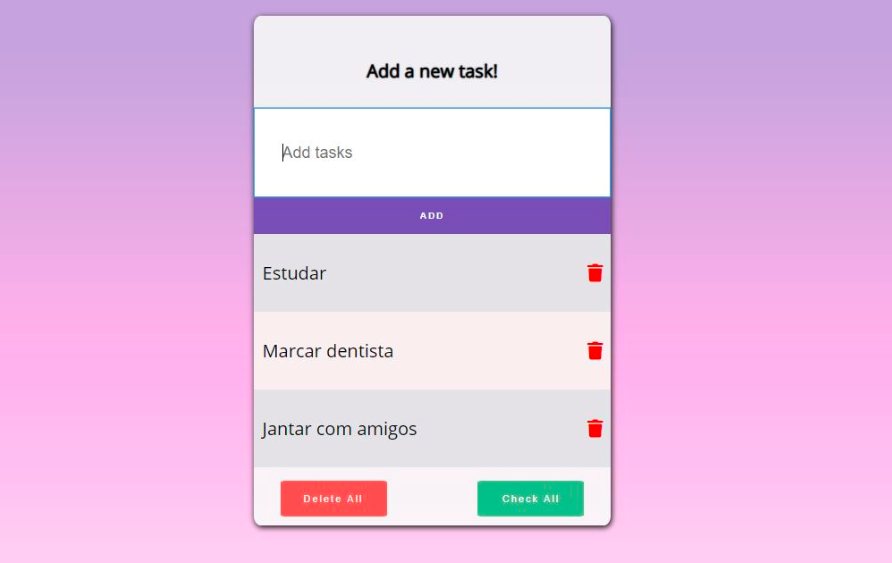 Add a new task!
Add tasks
ADD
Estudar
Marcar dentista
Jantar com amigos
Delete All
Check All